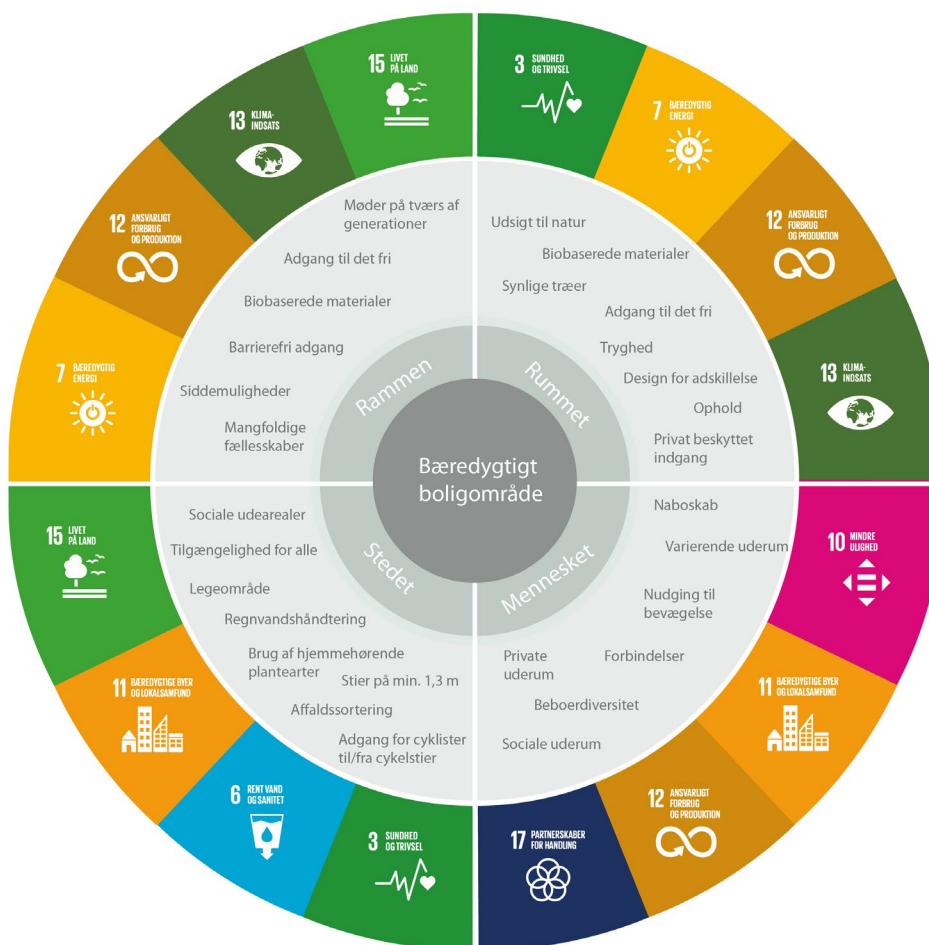 15 LIVET
PÅ LAND
3 SUNDHED
OG TRIVSEL
13 KLIMA-
INDSATS
7 BÆREDYGTIG
ENERGI
12 ANSVARLIGT
FORBRUG
OG PRODUKTION
12 ANSVARLIGT
FORBRUG
OG PRODUKTION
7 BÆREDYGTIG
ENERGI
13 KLIMA-
INDSATS
Møder på tværs af
generationer
Adgang til det fri
Biobaserede materialer
Barrierefri adgang
Siddemuligheder
Mangfoldige
fællesskaber
Rammen
Udsigt til natur
Biobaserede materialer
Synlige træer
Adgang til det fri
Tryghed
Design for adskillelse
Ophold
Privat beskyttet
indgang
Rummet
Bæredygtigt
boligområde
Stedet
Sociale udearealer
Tilgængelighed for alle
Legeområde
Regnvandshåndtering
Brug af hjemmehørende
plantearter
Stier på min. 1,3 m
Affaldssortering
Adgang for cyklister
til/fra cykelstier
Mennesket
Naboskab
Varierende uderum
Nudging til
bevægelse
Private
uderum
Forbindelser
Beboerdiversitet
Sociale uderum
15 LIVET
PÅ LAND
10 MINDRE
ULIGHED
11 BÆREDYGTIGE BYER
OG LOKALSAMFUND
11 BÆREDYGTIGE BYER
OG LOKALSAMFUND
6 RENT VAND
OG SANITET
12 ANSVARLIGT
FORBRUG
OG PRODUKTION
3 SUNDHED
OG TRIVSEL
17 PARTNERSKABER
FOR HANDLING